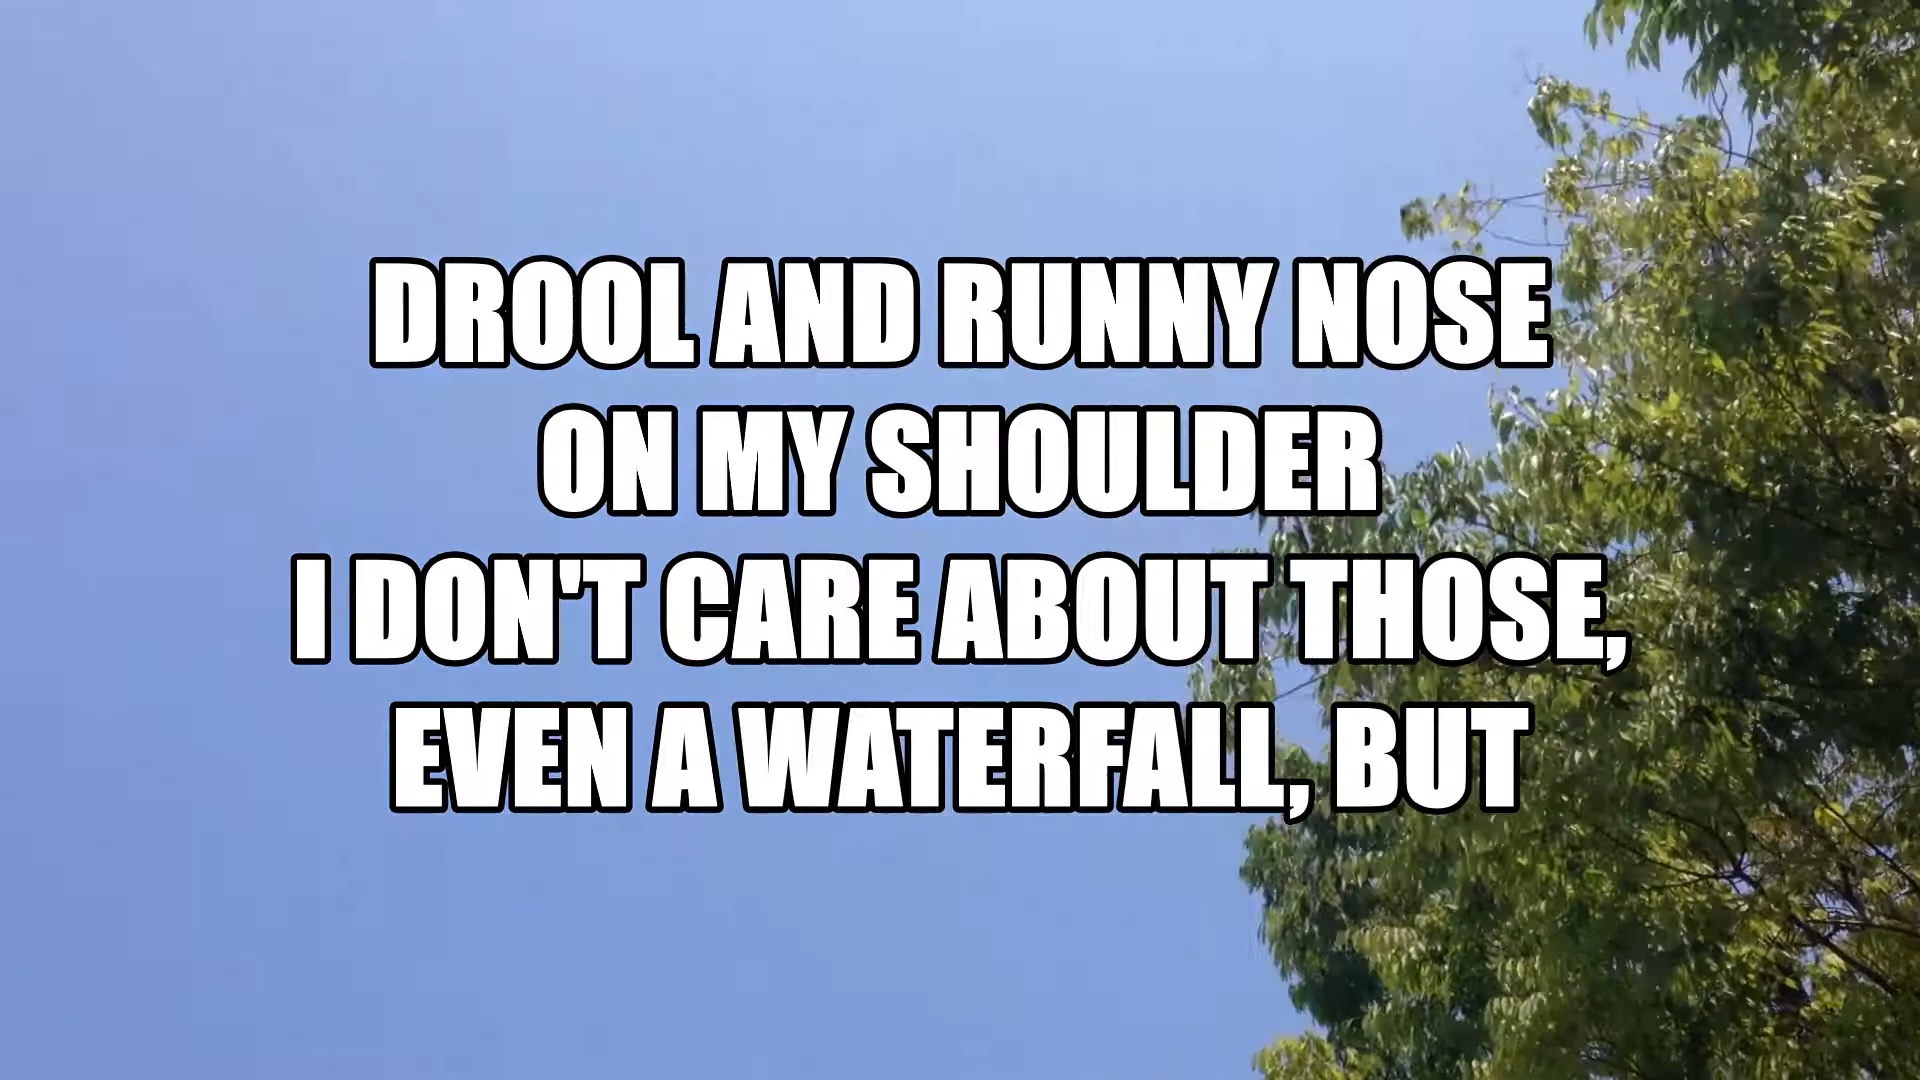 DROOL AND RUNNY NOSE
ON MY SHOULDER
I DON'T CARE ABOUT THOSE,
EVEN A WATERFALL, BUT